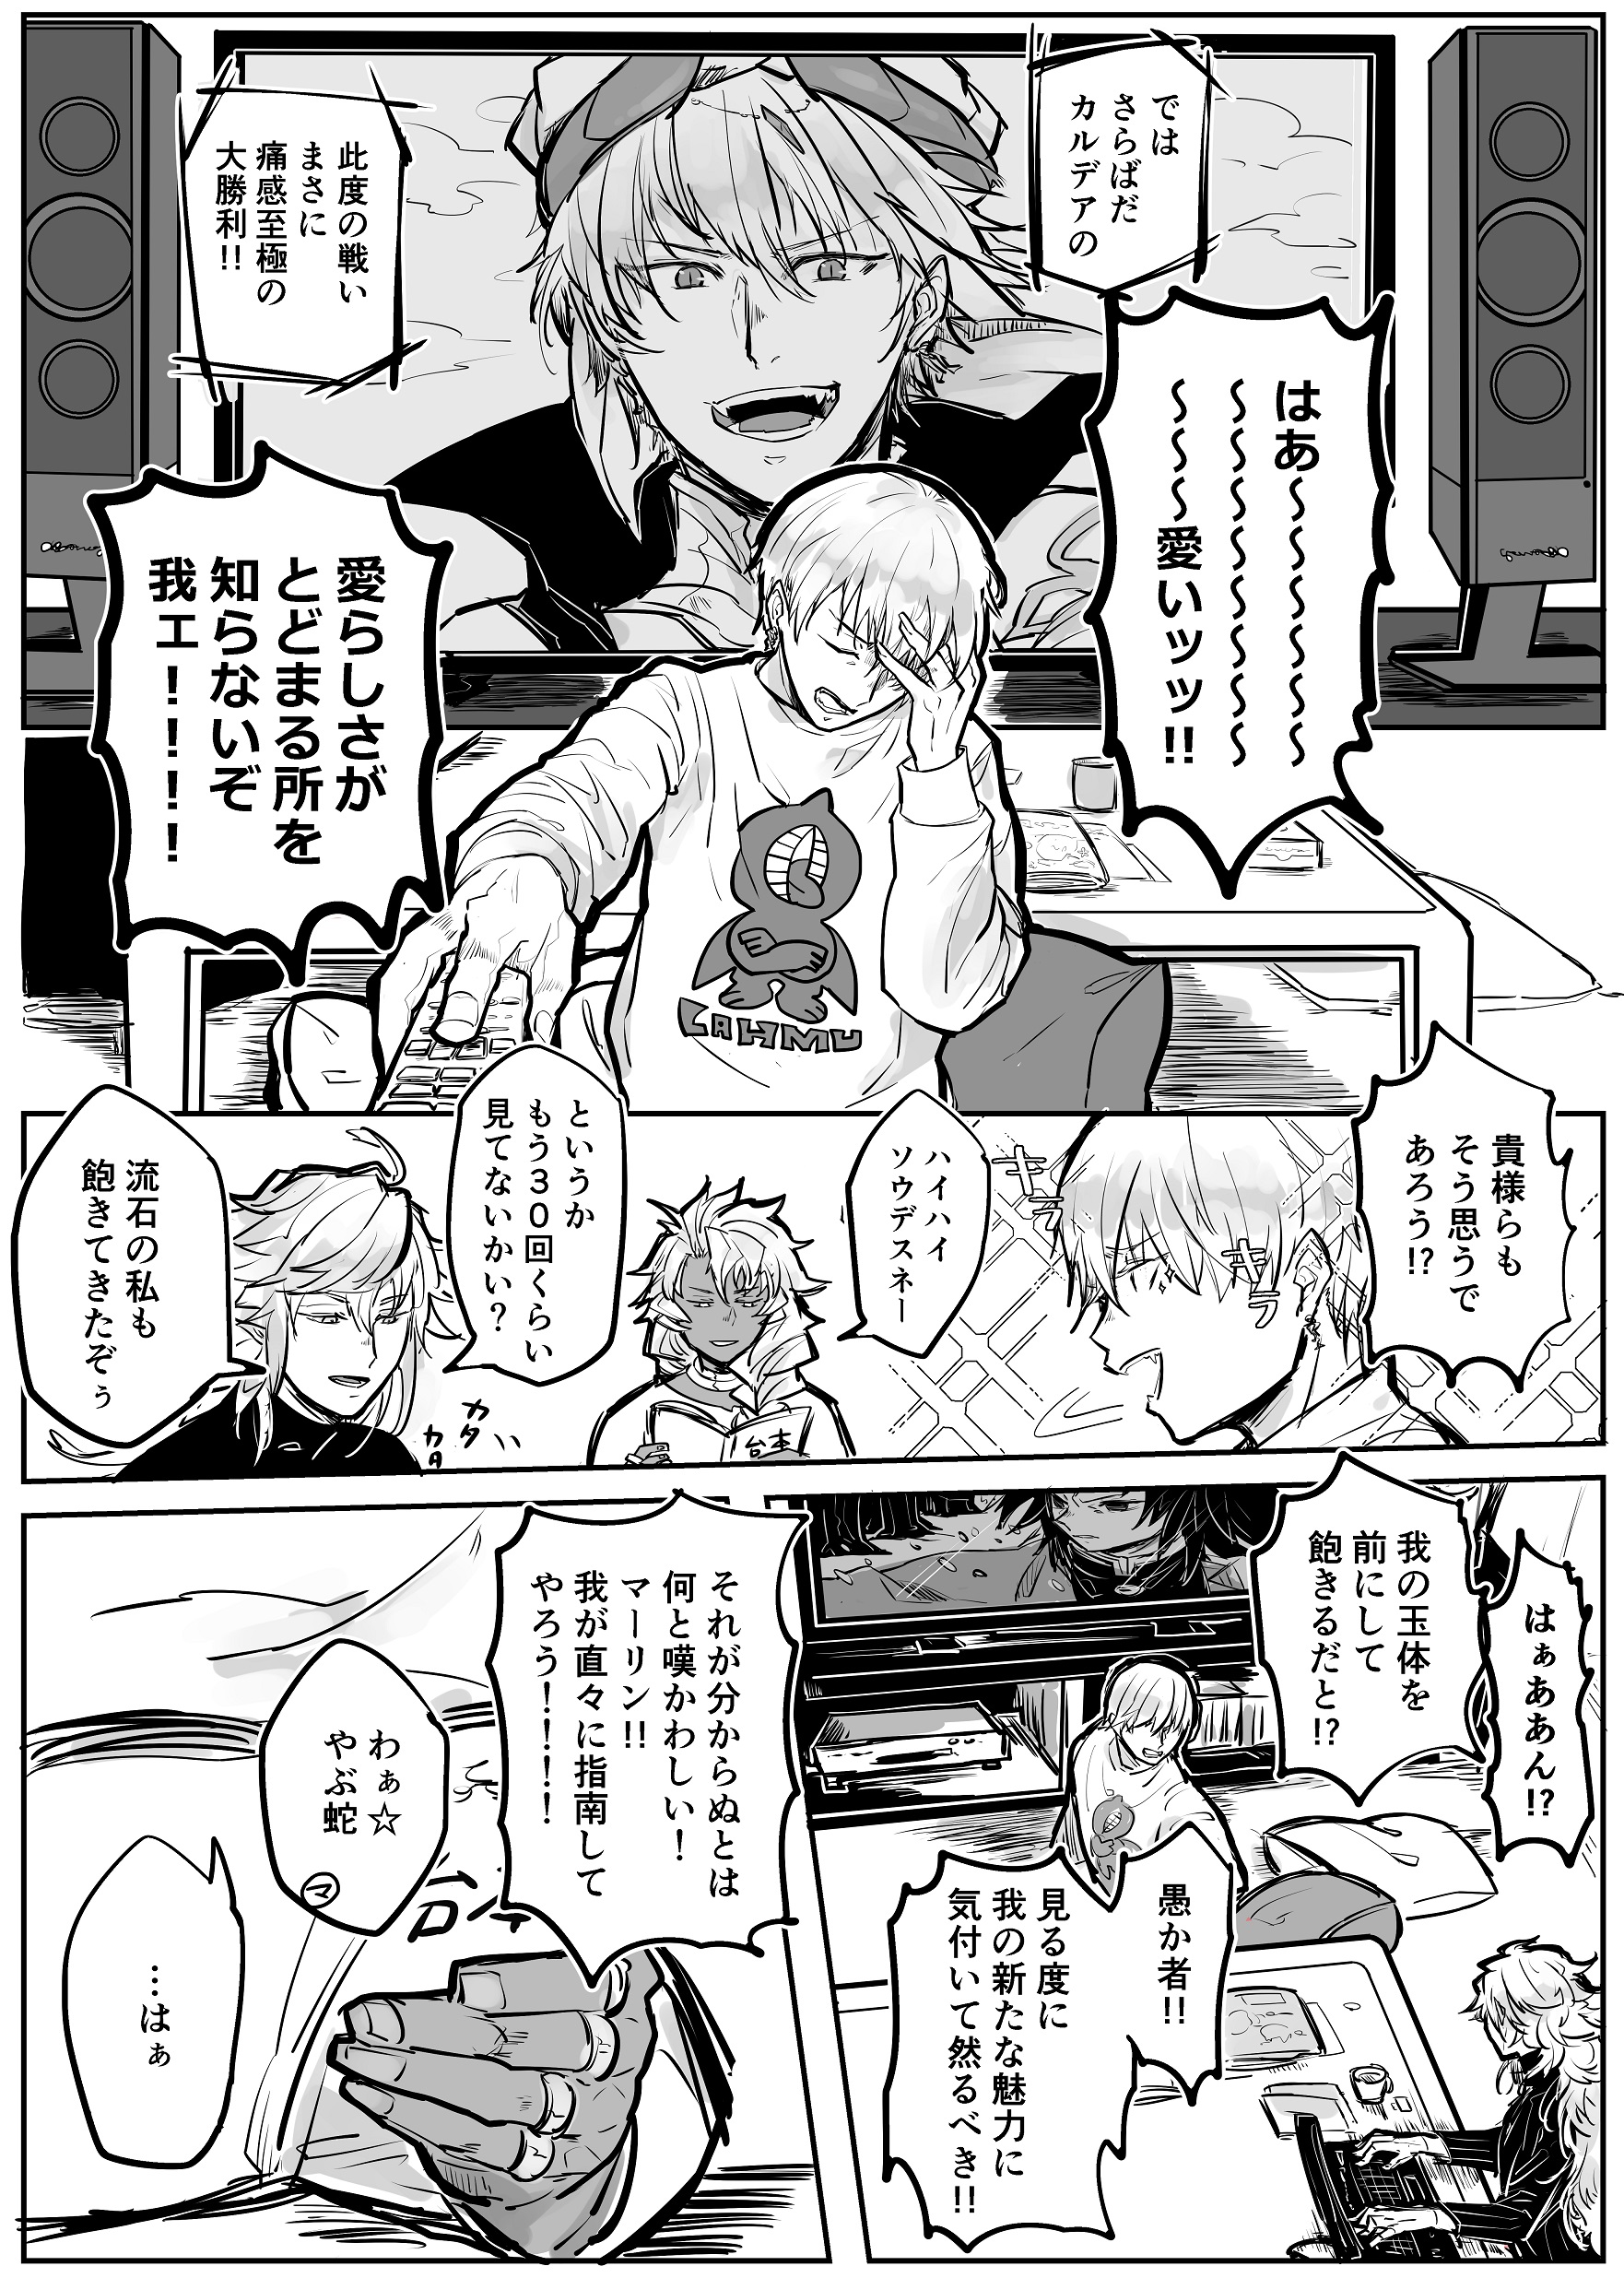 では
さらばだ
カルデアの
此度の戦い
まさに
痛感至極の
大勝利!!
はあ〜〜〜〜〜〜
〜〜〜〜〜〜〜〜
〜〜〜愛いッッ!!
愛らしさが
とどまる所を
知らないぞ
我エ!!!!
LAHMU
貴様らも
そう思うで
あろう!?
キラ
キラ
ハイハイ
ソウデスネー
というか
もう30回くらい
見てないかい?
台本
流石の私も
飽きてきたぞぅ
カタ
カタ
はぁああん!?
我の玉体を
前にして
飽きるだと!?
愚か者!!
見る度に
我の新たな魅力に
気付いて然るべき!!
それが分からぬとは
何と嘆かわしい!
マーリン!!
我が直々に指南して
やろう!!!!
わぁ☆
やぶ蛇
マ
台
…はぁ